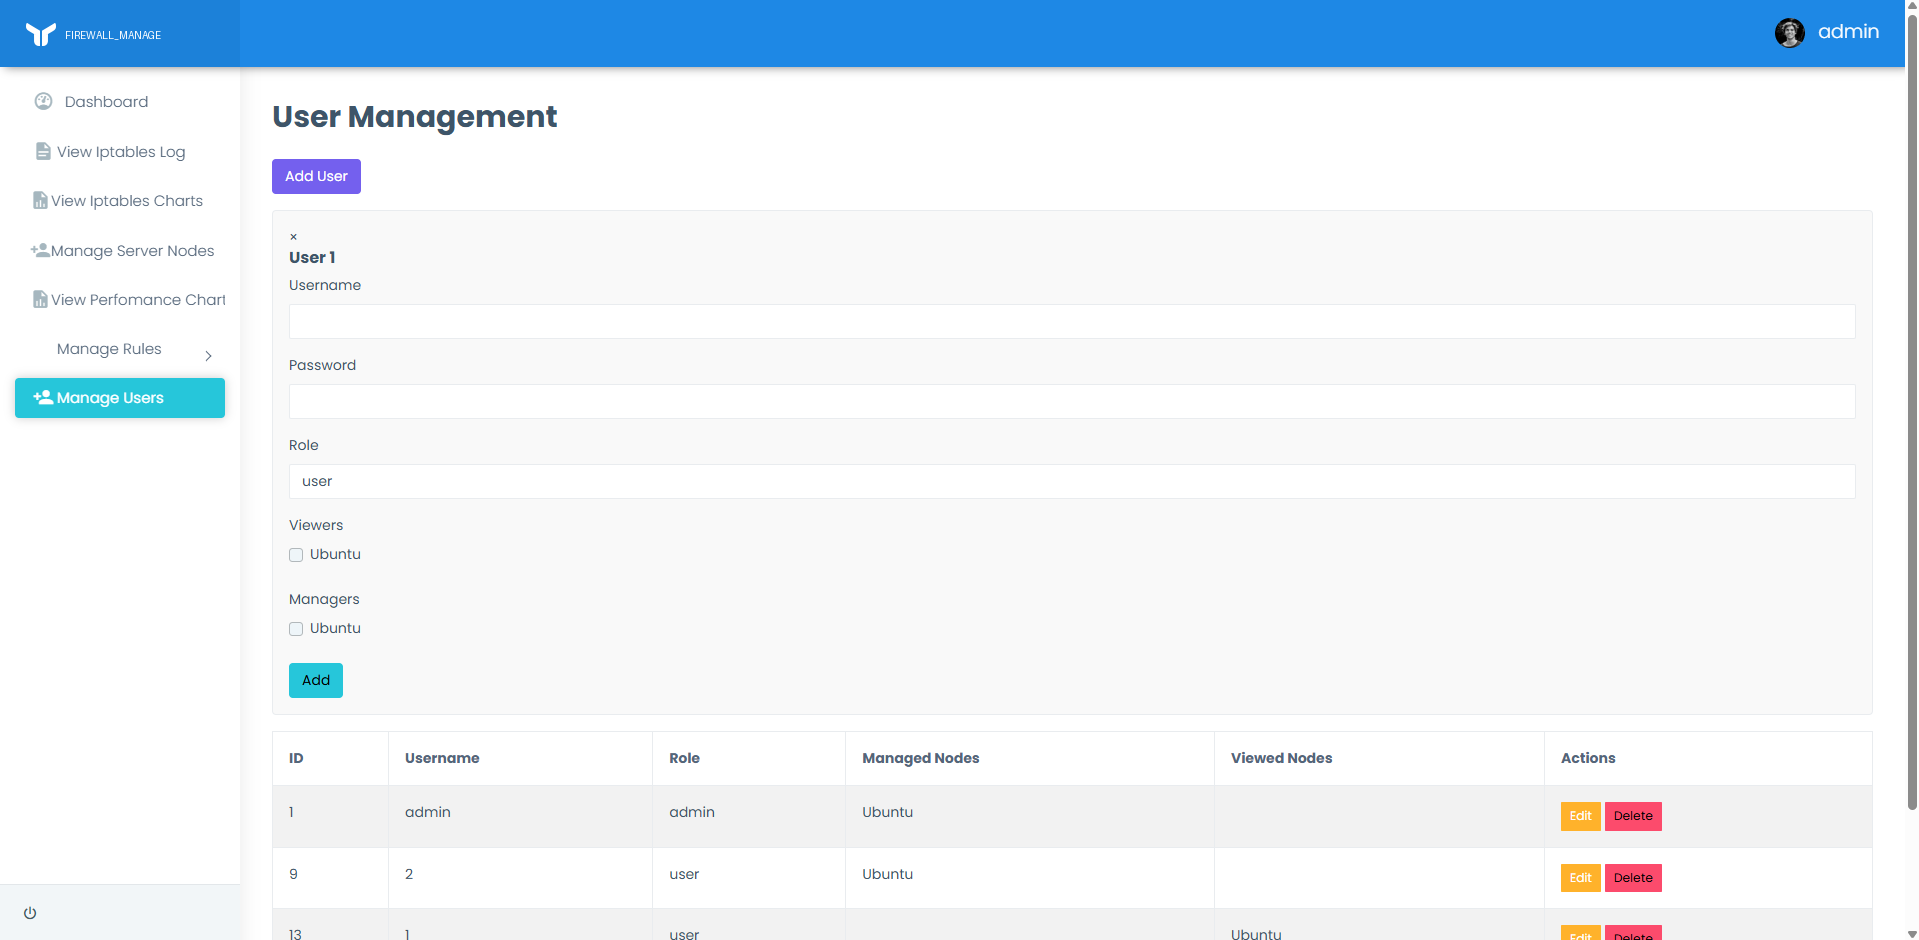 FIREWALL_MANAGE
admin
Dashboard
View Iptables Log
View Iptables Charts
Manage Server Nodes
View Perfomance Chart
Manage Rules
Manage Users
User Management
Add User
×
User 1
Username
Password
Role
user
Viewers
Ubuntu
Managers
Ubuntu
Add
ID Username Role Managed Nodes Viewed Nodes Actions
1 admin admin Ubuntu Edit Delete
9 2 user Ubuntu Edit Delete
13 1 user Ubuntu Edit Delete